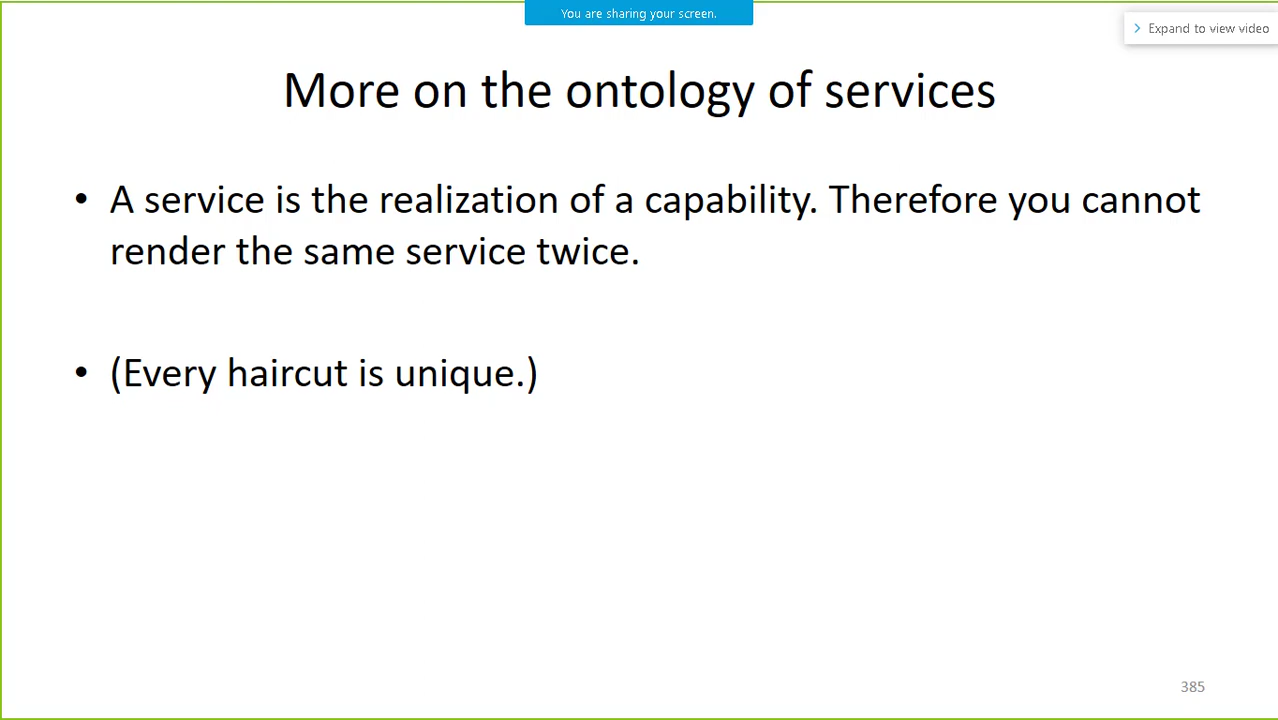 You are sharing your screen.
Expand to view video
More on the ontology of services
• A service is the realization of a capability. Therefore you cannot
render the same service twice.
• (Every haircut is unique.)
385